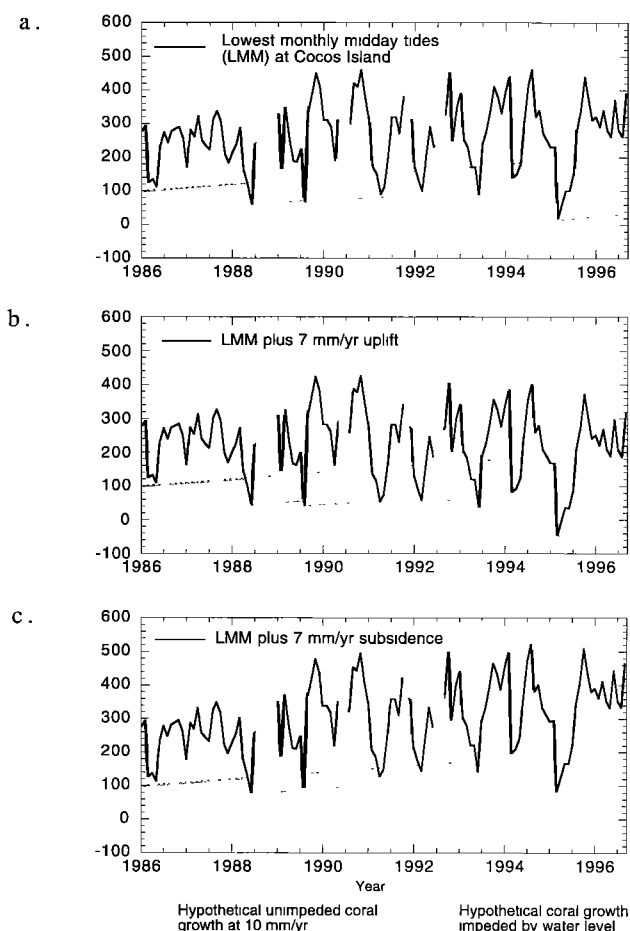 a.
600
500
400
300
200
100
0
-100
Lowest monthly midday tides
(LMM) at Cocos Island
1986 1988 1990 1992 1994 1996
b.
600
500
400
300
200
100
0
-100
LMM plus 7 mm/yr uplift
1986 1988 1990 1992 1994 1996
c.
600
500
400
300
200
100
0
-100
LMM plus 7 mm/yr subsidence
1986 1988 1990 1992 1994 1996
Year
Hypothetical unimpeded coral
growth at 10 mm/yr
Hypothetical coral growth
impeded by water level